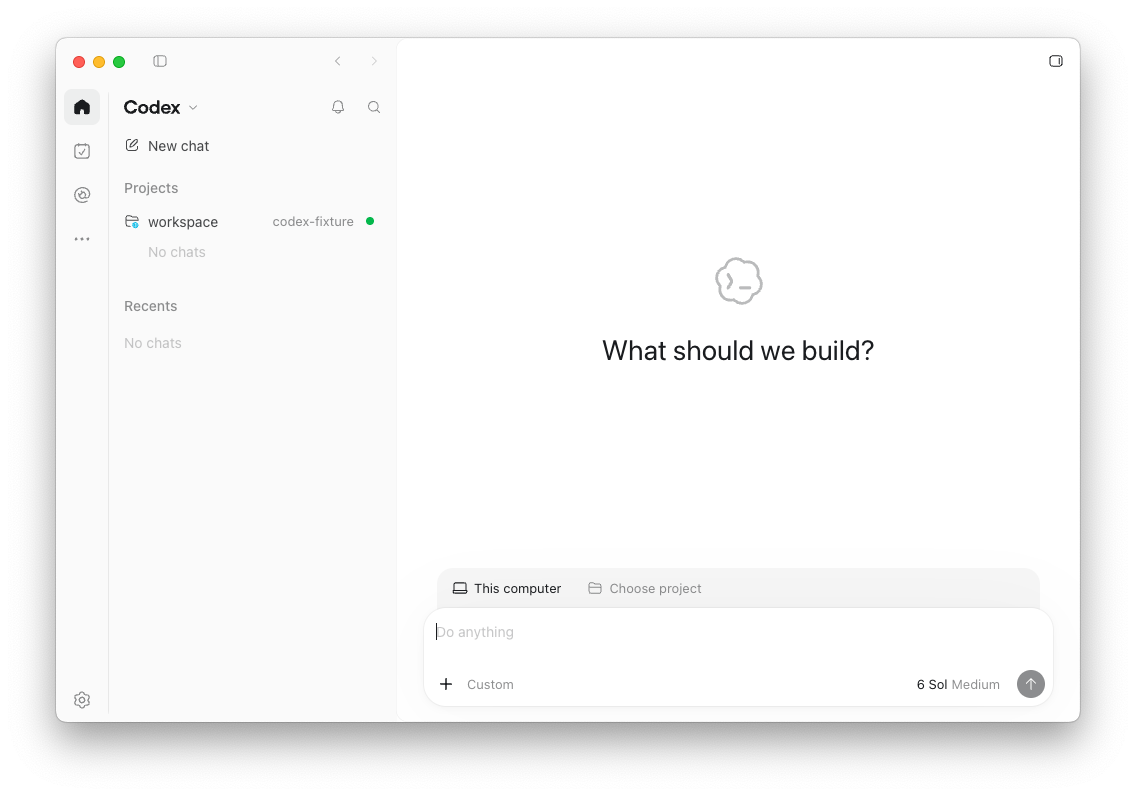 Codex
New chat
Projects
workspace codex-fixture
No chats
Recents
No chats
What should we build?
This computer Choose project
Do anything
Custom 6 Sol Medium